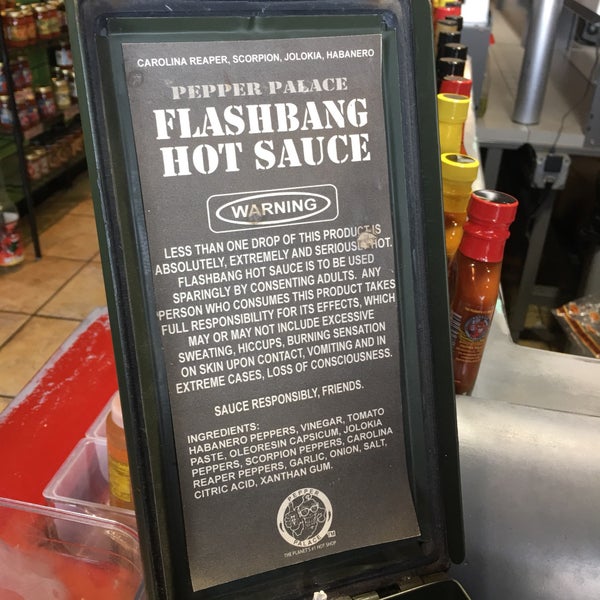 CAROLINA REAPER, SCORPION, JOLOKIA, HABANERO
PEPPER PALACE
FLASHBANG
HOT SAUCE
WARNING
LESS THAN ONE DROP OF THIS PRODUCT IS
ABSOLUTELY, EXTREMELY AND SERIOUSLY HOT.
FLASHBANG HOT SAUCE IS TO BE USED
SPARINGLY BY CONSENTING ADULTS. ANY
PERSON WHO CONSUMES THIS PRODUCT TAKES
FULL RESPONSIBILITY FOR ITS EFFECTS, WHICH
MAY OR MAY NOT INCLUDE EXCESSIVE
SWEATING, HICCUPS, BURNING SENSATION
ON SKIN UPON CONTACT, VOMITING AND IN
EXTREME CASES, LOSS OF CONSCIOUSNESS.
SAUCE RESPONSIBLY, FRIENDS.
INGREDIENTS:
HABANERO PEPPERS, VINEGAR, TOMATO
PASTE, OLEORESIN CAPSICUM, JOLOKIA
PEPPERS, SCORPION PEPPERS, CAROLINA
REAPER PEPPERS, GARLIC, ONION, SALT,
CITRIC ACID, XANTHAN GUM.
PEPPER
PALACE
TM
THE PLANET'S #1 HOT SHOP